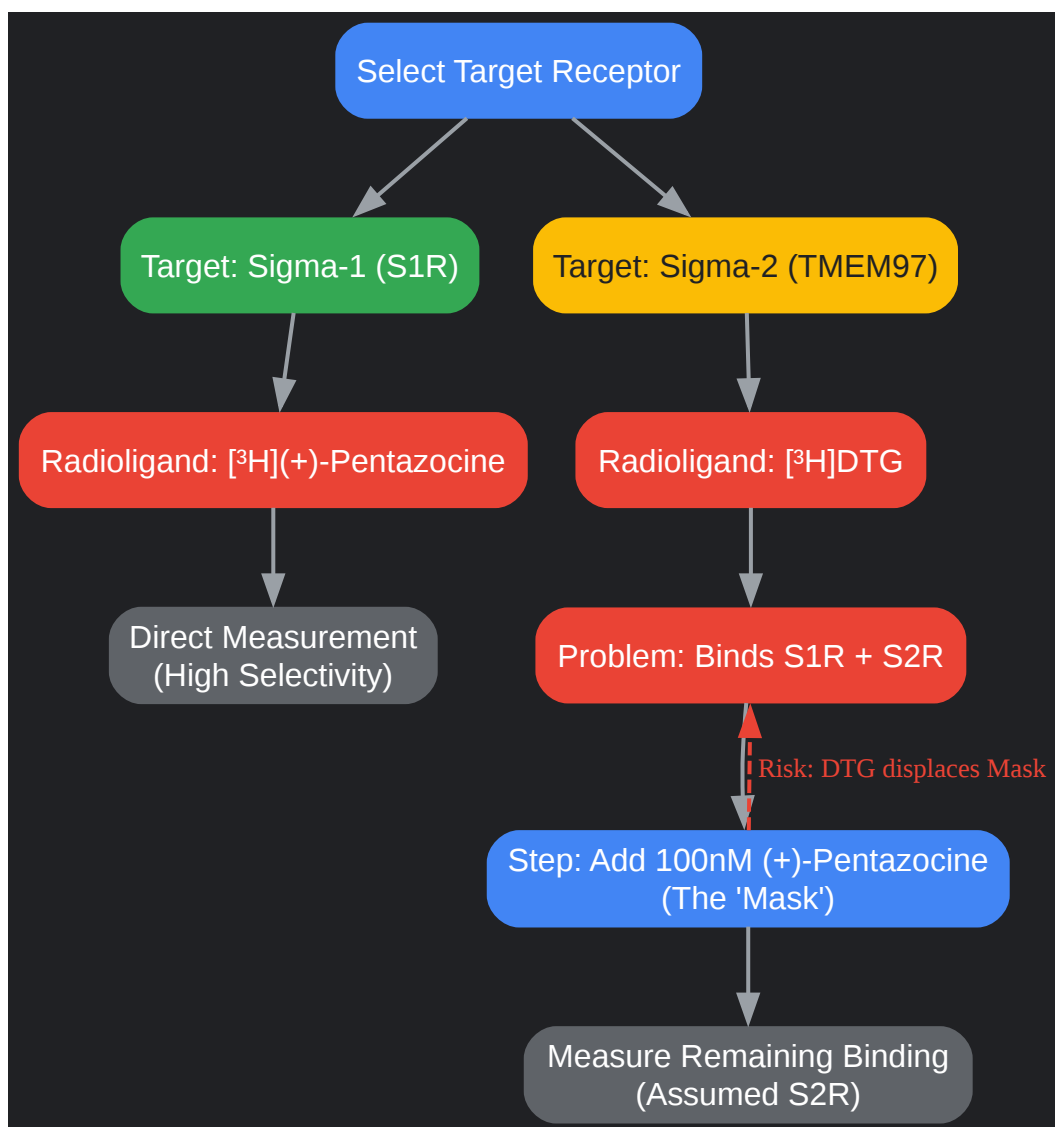 Select Target Receptor
Target: Sigma-1 (S1R)
Target: Sigma-2 (TMEM97)
Radioligand: [³H](+)-Pentazocine
Radioligand: [³H]DTG
Direct Measurement
(High Selectivity)
Problem: Binds S1R + S2R
Risk: DTG displaces Mask
Step: Add 100nM (+)-Pentazocine
(The 'Mask')
Measure Remaining Binding
(Assumed S2R)